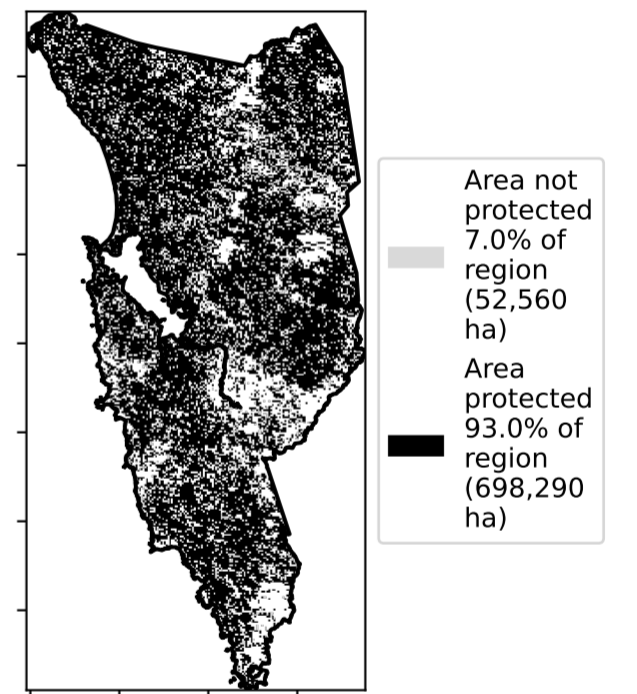 Area not
protected
7.0% of
region
(52,560
ha)
Area
protected
93.0% of
region
(698,290
ha)